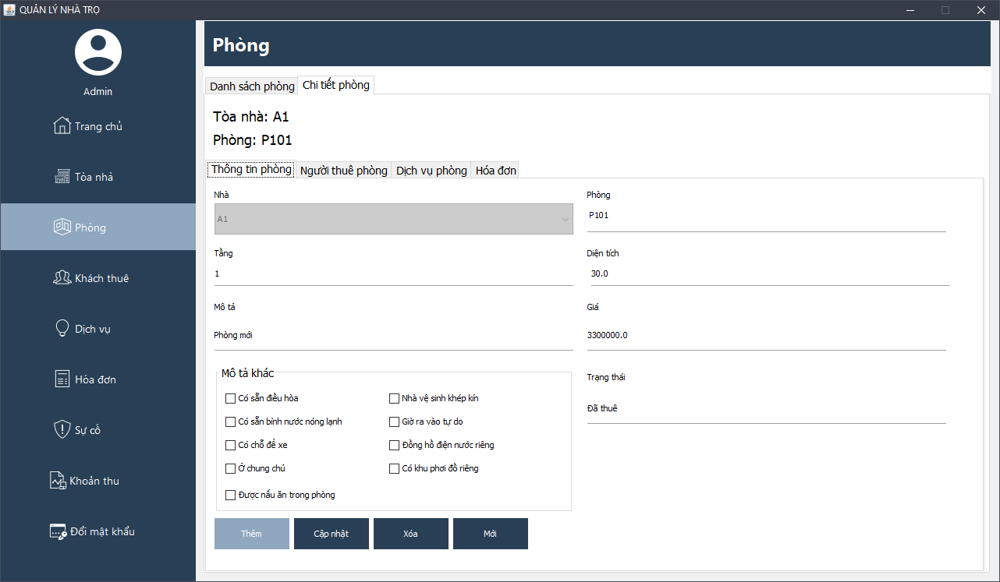 QUẢN LÝ NHÀ TRỌ
Admin
Trang chủ
Tòa nhà
Phòng
Khách thuê
Dịch vụ
Hóa đơn
Sự cố
Khoản thu
Đổi mật khẩu
Phòng
Danh sách phòng Chi tiết phòng
Tòa nhà: A1
Phòng: P101
Thông tin phòng Người thuê phòng Dịch vụ phòng Hóa đơn
Nhà Phòng
A1 P101
Tầng Diện tích
1 30.0
Mô tả Giá
Phòng mới 3300000.0
Mô tả khác
Có sẵn điều hòa Nhà vệ sinh khép kín
Có sẵn bình nước nóng lạnh Giờ ra vào tự do
Có chỗ để xe Đồng hồ điện nước riêng
Ở chung chủ Có khu phơi đồ riêng
Được nấu ăn trong phòng
Trạng thái
Đã thuê
Thêm Cập nhật Xóa Mới